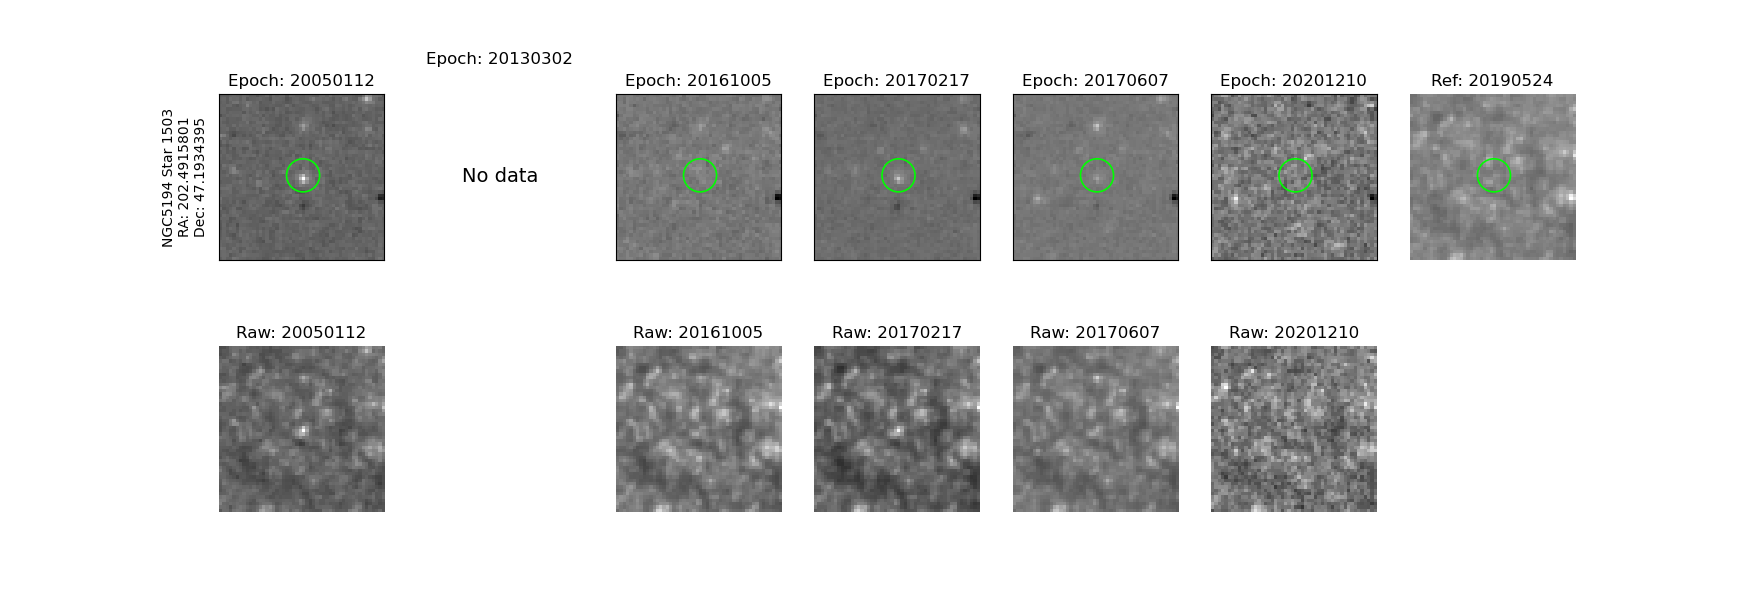 Epoch: 20050112
Epoch: 20130302
Epoch: 20161005
Epoch: 20170217
Epoch: 20170607
Epoch: 20201210
Ref: 20190524
NGC5194 Star 1503
RA: 202.4915801
Dec: 47.1934395
No data
Raw: 20050112
Raw: 20161005
Raw: 20170217
Raw: 20170607
Raw: 20201210